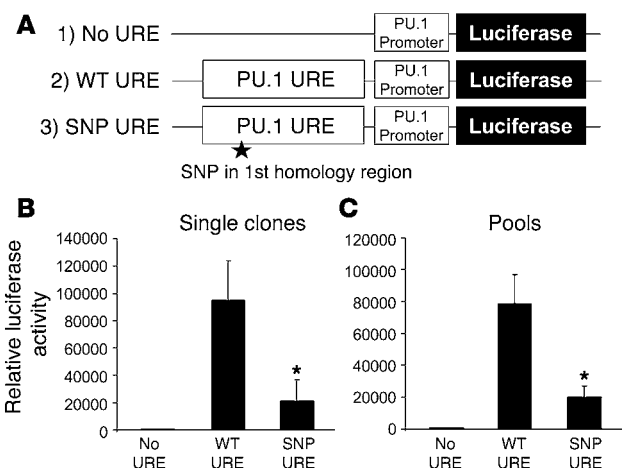 A
1) No URE
PU.1
Promoter
Luciferase
2) WT URE
PU.1 URE
PU.1
Promoter
Luciferase
3) SNP URE
PU.1 URE
PU.1
Promoter
Luciferase
SNP in 1st homology region
B
Single clones
Relative luciferase
activity
140000
120000
100000
80000
60000
40000
20000
0
*
No
URE
WT
URE
SNP
URE
C
Pools
120000
100000
80000
60000
40000
20000
0
*
No
URE
WT
URE
SNP
URE